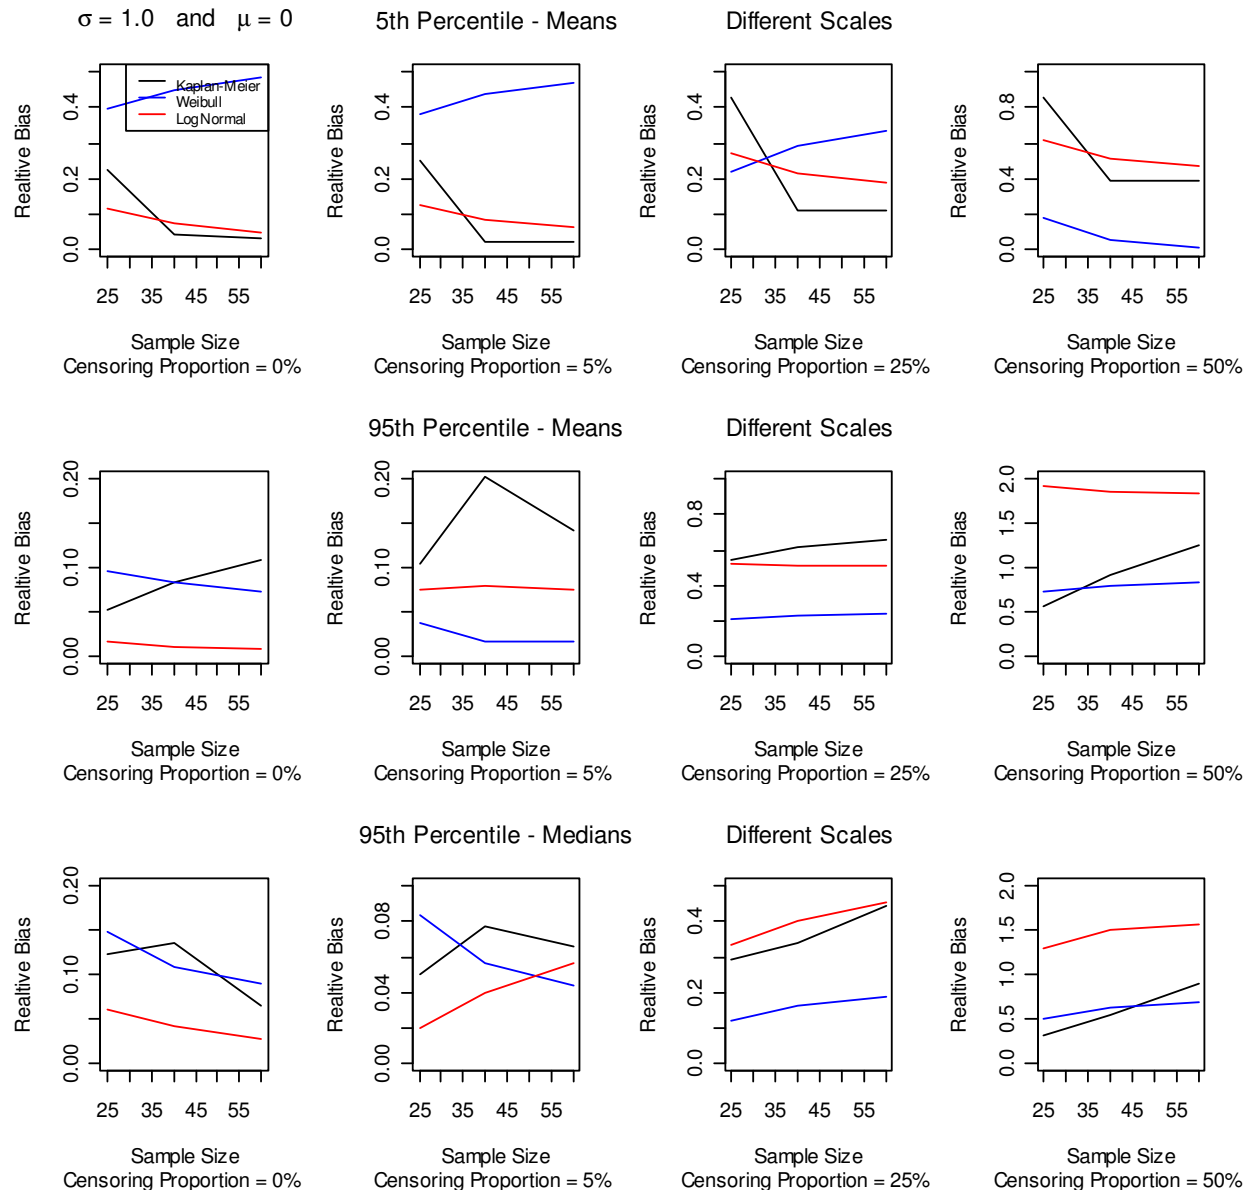 σ = 1.0 and μ = 0
5th Percentile - Means
Different Scales
Realtive Bias
0.0 0.2 0.4
Kaplan-Meier
Weibull
LogNormal
25 35 45 55
Sample Size
Censoring Proportion = 0%
Realtive Bias
0.0 0.2 0.4
25 35 45 55
Sample Size
Censoring Proportion = 5%
Realtive Bias
0.0 0.2 0.4
25 35 45 55
Sample Size
Censoring Proportion = 25%
Realtive Bias
0.0 0.4 0.8
25 35 45 55
Sample Size
Censoring Proportion = 50%
95th Percentile - Means
Different Scales
Realtive Bias
0.00 0.10 0.20
25 35 45 55
Sample Size
Censoring Proportion = 0%
Realtive Bias
0.00 0.10 0.20
25 35 45 55
Sample Size
Censoring Proportion = 5%
Realtive Bias
0.0 0.4 0.8
25 35 45 55
Sample Size
Censoring Proportion = 25%
Realtive Bias
0.0 0.5 1.0 1.5 2.0
25 35 45 55
Sample Size
Censoring Proportion = 50%
95th Percentile - Medians
Different Scales
Realtive Bias
0.00 0.10 0.20
25 35 45 55
Sample Size
Censoring Proportion = 0%
Realtive Bias
0.00 0.04 0.08
25 35 45 55
Sample Size
Censoring Proportion = 5%
Realtive Bias
0.0 0.2 0.4
25 35 45 55
Sample Size
Censoring Proportion = 25%
Realtive Bias
0.0 0.5 1.0 1.5 2.0
25 35 45 55
Sample Size
Censoring Proportion = 50%